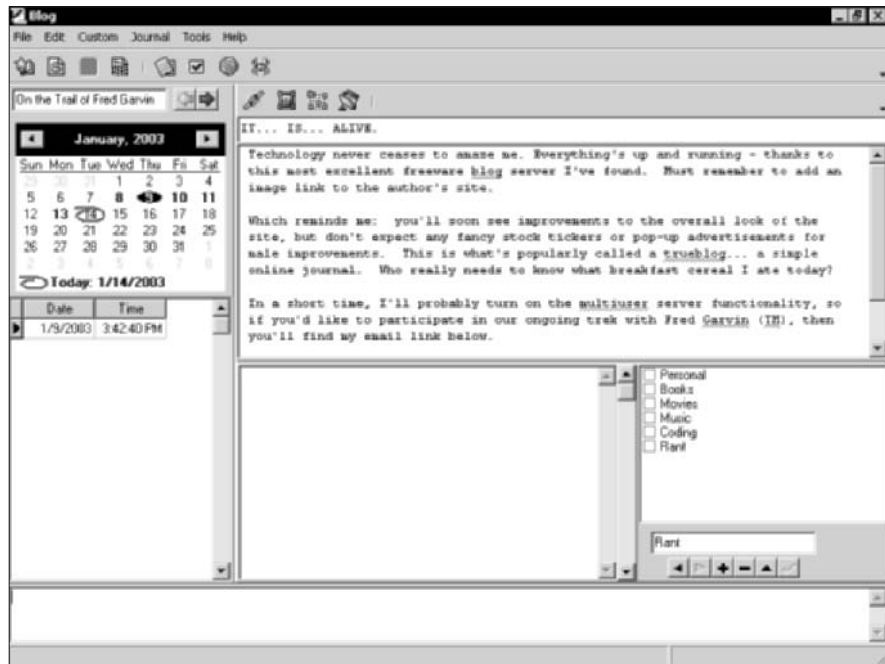 Blog
File Edit Custom Journal Tools Help
On the Trail of Fred Garvin
January, 2003
Sun Mon Tue Wed Thu Fri Sat
29 30 31 1 2 3 4
5 6 7 8 9 10 11
12 13 14 15 16 17 18
19 20 21 22 23 24 25
26 27 28 29 30 31 1
2 3 4 5 6 7 8
Today: 1/14/2003
Date Time
1/9/2003 3:42:40 PM
IT... IS... ALIVE.
Technology never ceases to amaze me. Everything's up and running - thanks to
this most excellent freeware blog server I've found. Must remember to add an
image link to the author's site.
Which reminds me: you'll soon see improvements to the overall look of the
site, but don't expect any fancy stock tickers or pop-up advertisements for
male improvements. This is what's popularly called a trueblog... a simple
online journal. Who really needs to know what breakfast cereal I ate today?
In a short time, I'll probably turn on the multiuser server functionality, so
if you'd like to participate in our ongoing trek with Fred Garvin (TM), then
you'll find my email link below.
Personal
Books
Movies
Music
Coding
Rant
Rant